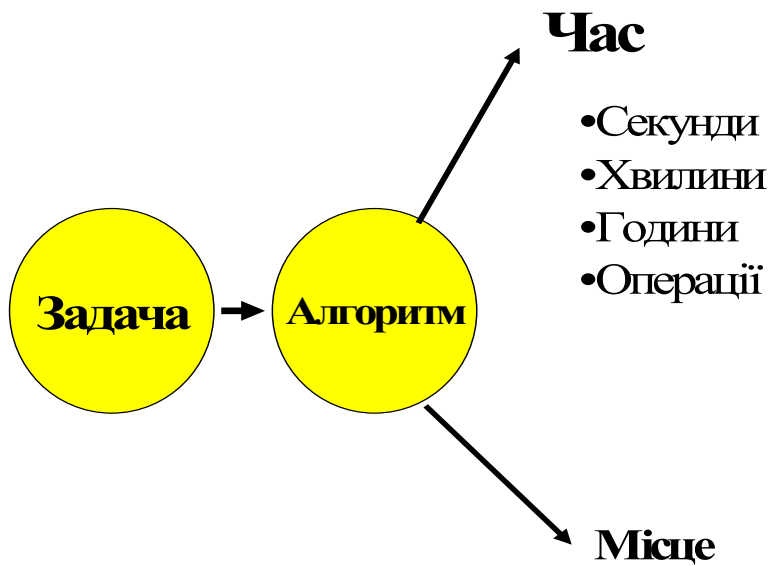 Час
•Секунди
•Хвилини
•Години
•Операції
Задача
Алгоритм
Місце